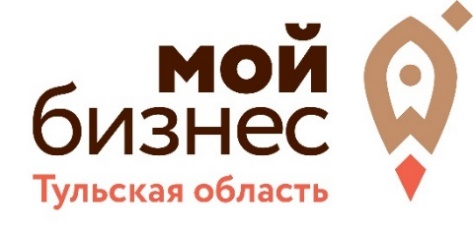 мой
бизнес
Тульская область